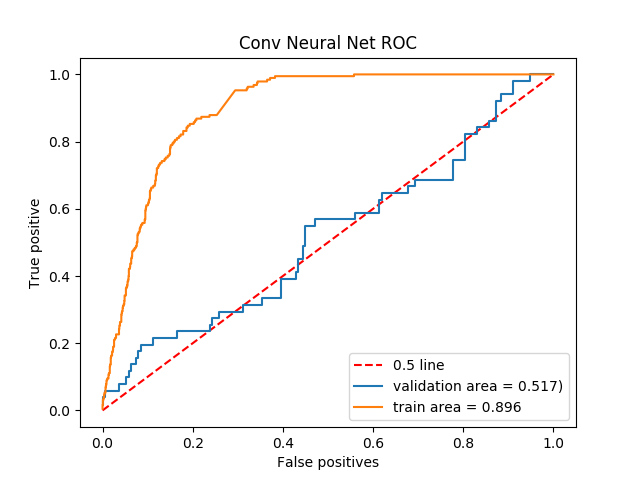 Conv Neural Net ROC
1.0
0.8
0.6
0.4
0.2
0.0
True positive
0.0 0.2 0.4 0.6 0.8 1.0
False positives
0.5 line
validation area = 0.517)
train area = 0.896